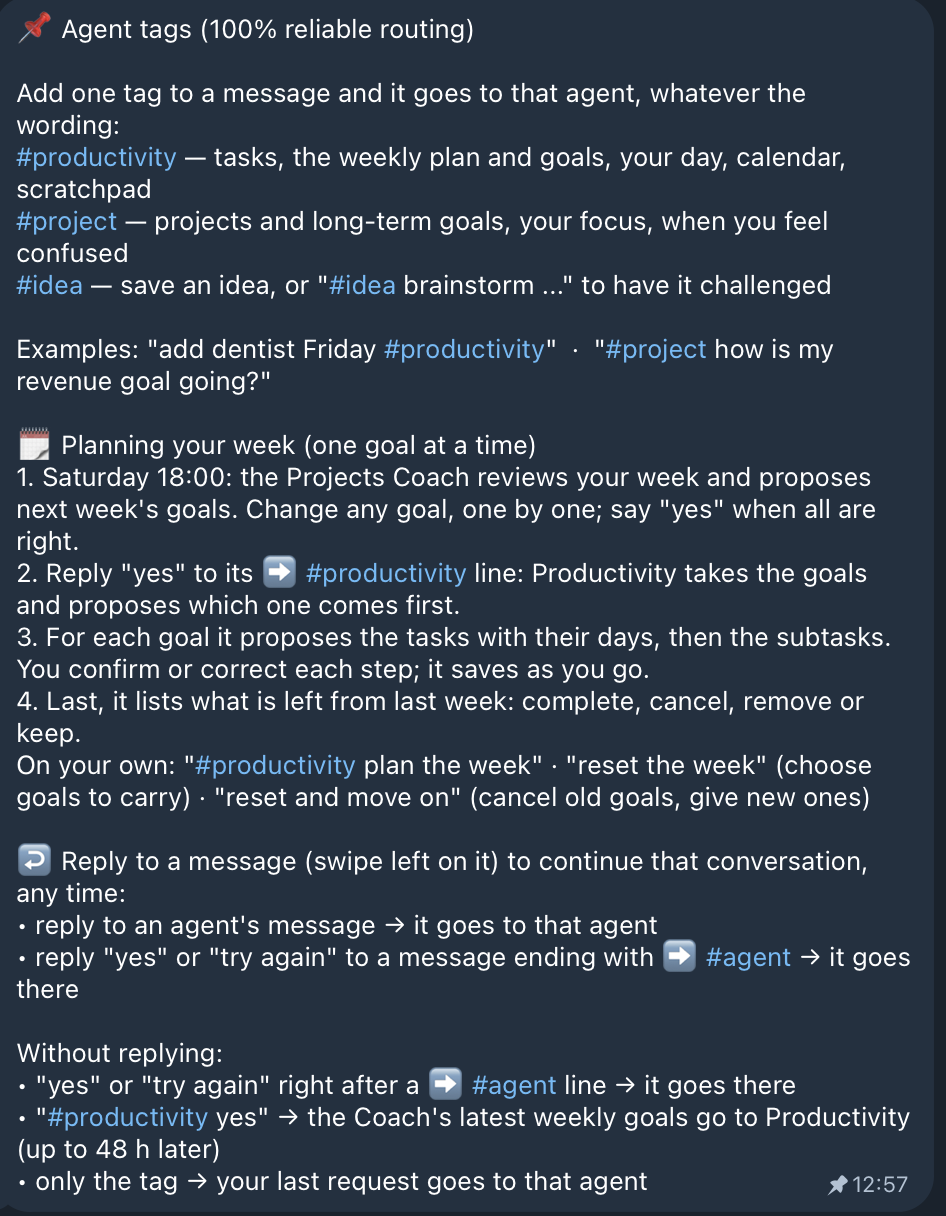 📌 Agent tags (100% reliable routing)
Add one tag to a message and it goes to that agent, whatever the
wording:
#productivity — tasks, the weekly plan and goals, your day, calendar,
scratchpad
#project — projects and long-term goals, your focus, when you feel
confused
#idea — save an idea, or "#idea brainstorm ..." to have it challenged
Examples: "add dentist Friday #productivity" · "#project how is my
revenue goal going?"
🗓 Planning your week (one goal at a time)
1. Saturday 18:00: the Projects Coach reviews your week and proposes
next week's goals. Change any goal, one by one; say "yes" when all are
right.
2. Reply "yes" to its ➡️ #productivity line: Productivity takes the goals
and proposes which one comes first.
3. For each goal it proposes the tasks with their days, then the subtasks.
You confirm or correct each step; it saves as you go.
4. Last, it lists what is left from last week: complete, cancel, remove or
keep.
On your own: "#productivity plan the week" · "reset the week" (choose
goals to carry) · "reset and move on" (cancel old goals, give new ones)
↩️ Reply to a message (swipe left on it) to continue that conversation,
any time:
• reply to an agent's message → it goes to that agent
• reply "yes" or "try again" to a message ending with ➡️ #agent → it goes
there
Without replying:
• "yes" or "try again" right after a ➡️ #agent line → it goes there
• "#productivity yes" → the Coach's latest weekly goals go to Productivity
(up to 48 h later)
• only the tag → your last request goes to that agent
12:57